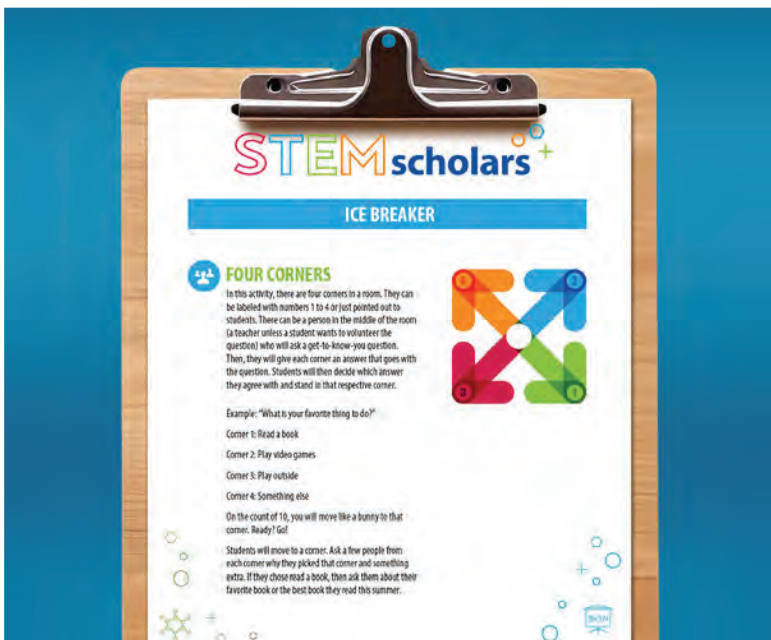 STEM scholars
ICE BREAKER
FOUR CORNERS
In this activity, there are four corners in a room. They can
be labeled with numbers 1 to 4 or just pointed out to
students. There can be a person in the middle of the room
(a teacher unless a student wants to volunteer the
question) who will ask a get-to-know-you question.
Then, they will give each corner an answer that goes with
the question. Students will then decide which answer
they agree with and stand in that respective corner.
Example: "What is your favorite thing to do?"
Corner 1: Read a book
Corner 2: Play video games
Corner 3: Play outside
Corner 4: Something else
On the count of 10, you will move like a bunny to that
corner. Ready? Go!
Students will move to a corner. Ask a few people from
each corner why they picked that corner and something
extra. If they chose read a book, then ask them about their
favorite book or the best book they read this summer.
2
3
1